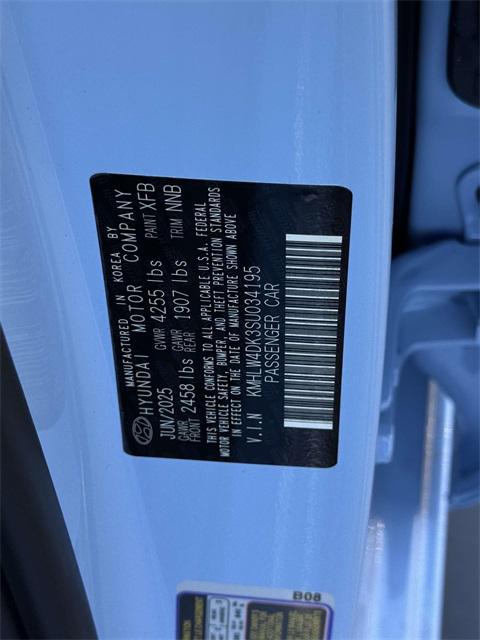 MANUFACTURED IN KOREA BY
HYUNDAI MOTOR COMPANY
JUN/2025 GVWR 4255 lbs PAINT XFB
GAWR FRONT 2458 lbs GAWR REAR 1907 lbs TRIM NNB
THIS VEHICLE CONFORMS TO ALL APPLICABLE U.S.A. FEDERAL
MOTOR VEHICLE SAFETY, BUMPER, AND THEFT PREVENTION STANDARDS
IN EFFECT ON THE DATE OF MANUFACTURE SHOWN ABOVE
V.I.N KMHLW4DK3SU034195
PASSENGER CAR
B08